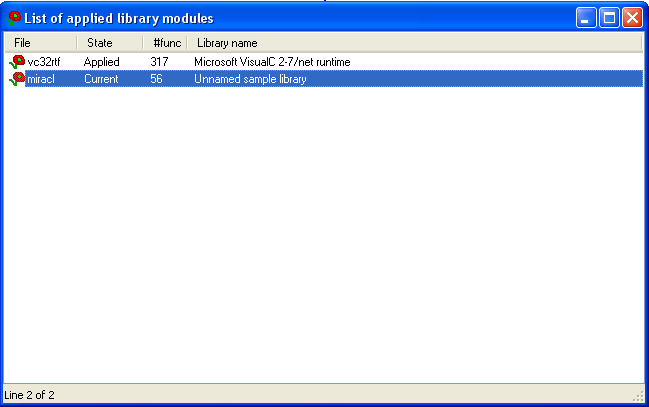 List of applied library modules
File State #func Library name
vc32rtf Applied 317 Microsoft VisualC 2-7/net runtime
miracl Current 56 Unnamed sample library
Line 2 of 2